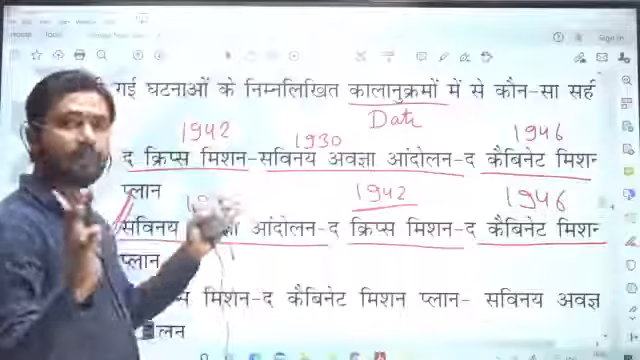 गई घटनाओं के निम्नलिखित कालानुक्रमों में से कौन-सा सही
Date
1942 1930 1946
द क्रिप्स मिशन-सविनय अवज्ञा आंदोलन-द कैबिनेट मिशन
प्लान
1942 1946
सविनय आंदोलन-द क्रिप्स मिशन-द कैबिनेट मिशन
प्लान
मिशन-द कैबिनेट मिशन प्लान- सविनय अवज्ञ